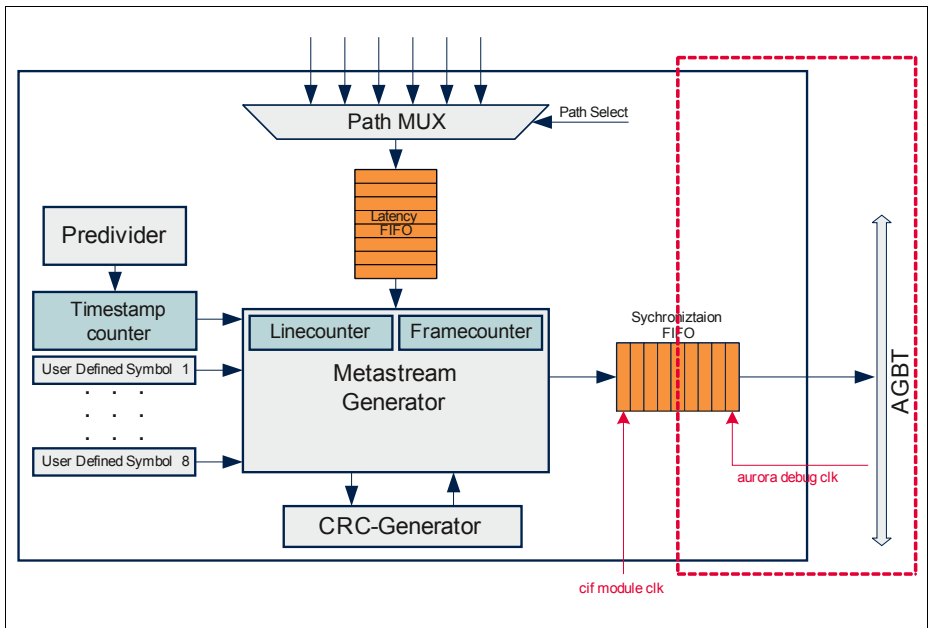 Path MUX
Path Select
Latency
FIFO
Predivider
Timestamp
counter
Linecounter
Framecounter
Metastream
Generator
User Defined Symbol 1
. . .
. . .
. . .
User Defined Symbol 8
CRC-Generator
Sychroniztaion
FIFO
AGBT
aurora debug clk
cif module clk